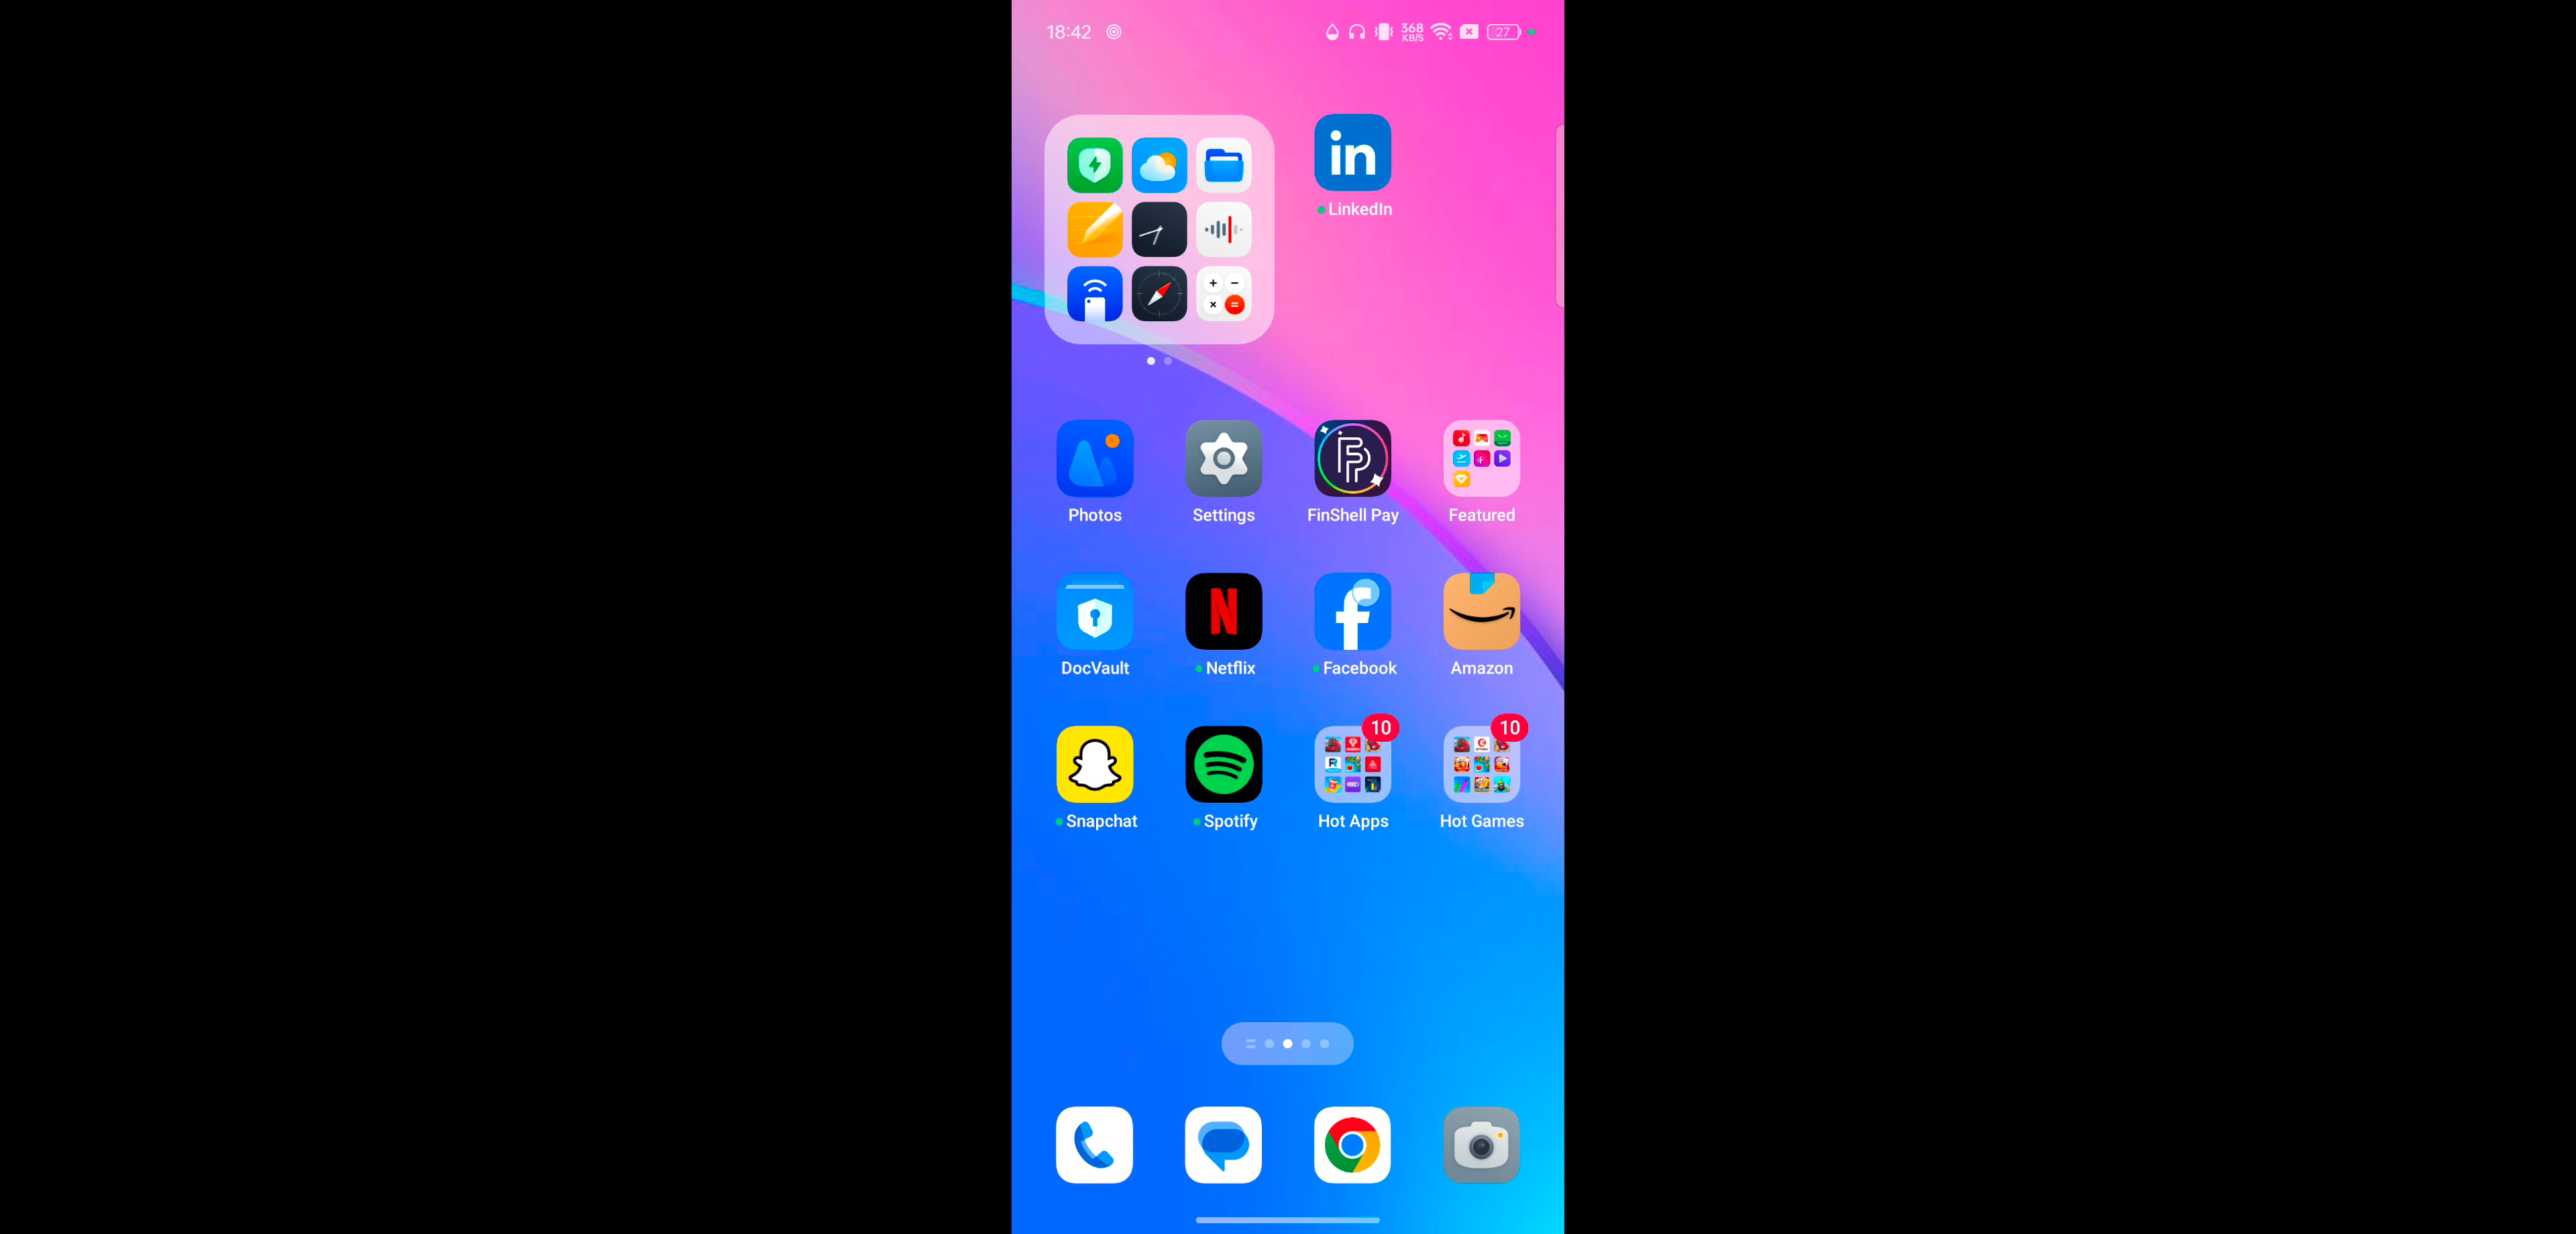 18:42 368 KB/S 27
in
LinkedIn
Photos Settings FinShell Pay Featured
DocVault Netflix Facebook Amazon
10 10
Snapchat Spotify Hot Apps Hot Games